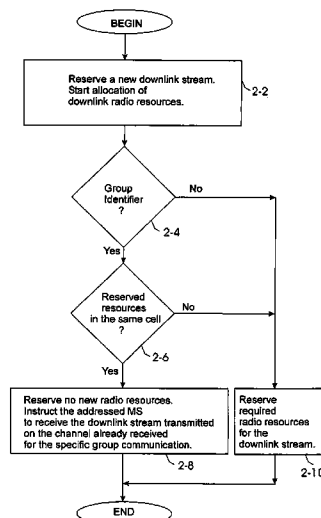 BEGIN
Reserve a new downlink stream.
Start allocation of
downlink radio resources.
2-2
Group
Identifier
?
No
2-4
Yes
Reserved
resources
in the same cell
?
No
2-6
Yes
Reserve no new radio resources.
Instruct the addressed MS
to receive the downlink stream transmitted
on the channel already received
for the specific group communication.
2-8
Reserve
required
radio resources
for the
downlink stream.
2-10
END